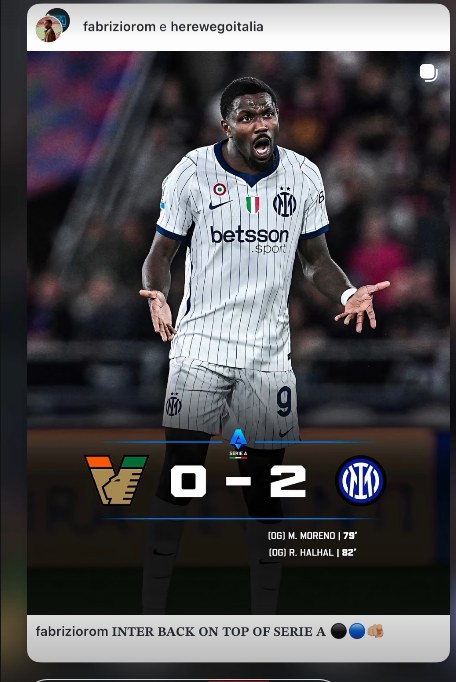 fabriziorom e herewegoitalia
betsson
.sport
9
SERIE A
0 - 2
(OG) M. MORENO | 79'
(OG) R. HALHAL | 82'
fabriziorom INTER BACK ON TOP OF SERIE A ⚫🔵👊🏽